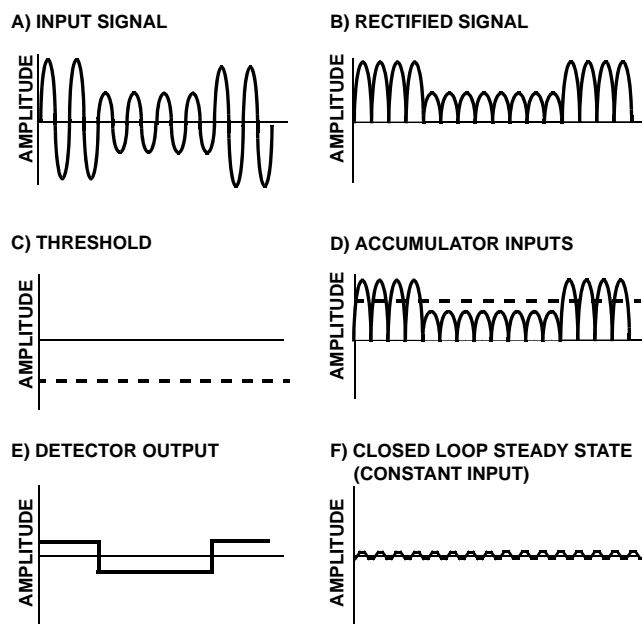 A) INPUT SIGNAL
AMPLITUDE
B) RECTIFIED SIGNAL
AMPLITUDE
C) THRESHOLD
AMPLITUDE
D) ACCUMULATOR INPUTS
AMPLITUDE
E) DETECTOR OUTPUT
AMPLITUDE
F) CLOSED LOOP STEADY STATE
(CONSTANT INPUT)
AMPLITUDE